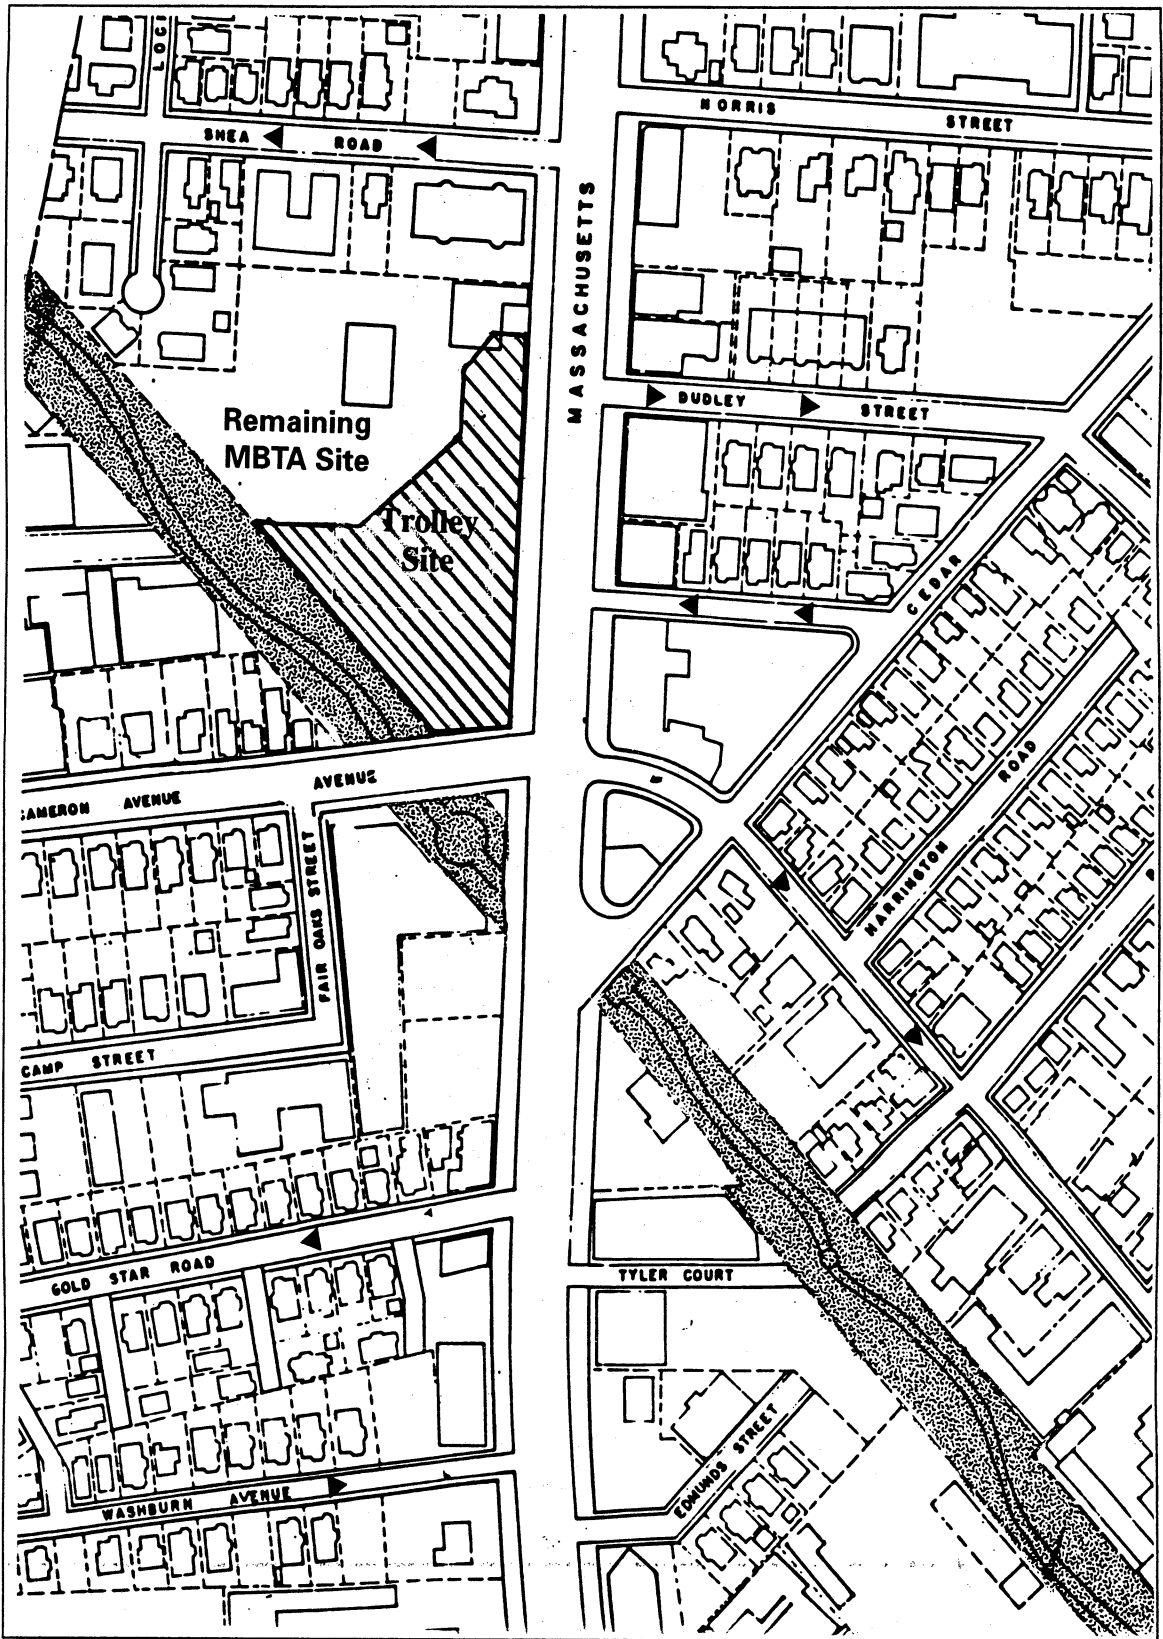 LOC
NORRIS STREET
SHEA ROAD
MASSACHUSETTS
DUDLEY STREET
Remaining
MBTA Site
Trolley
Site
CEDAR
HARRINGTON ROAD
AVENUE
CAMERON AVENUE
FAIR OAKS STREET
CAMP STREET
GOLD STAR ROAD
TYLER COURT
EDMUNDS STREET
WASHBURN AVENUE